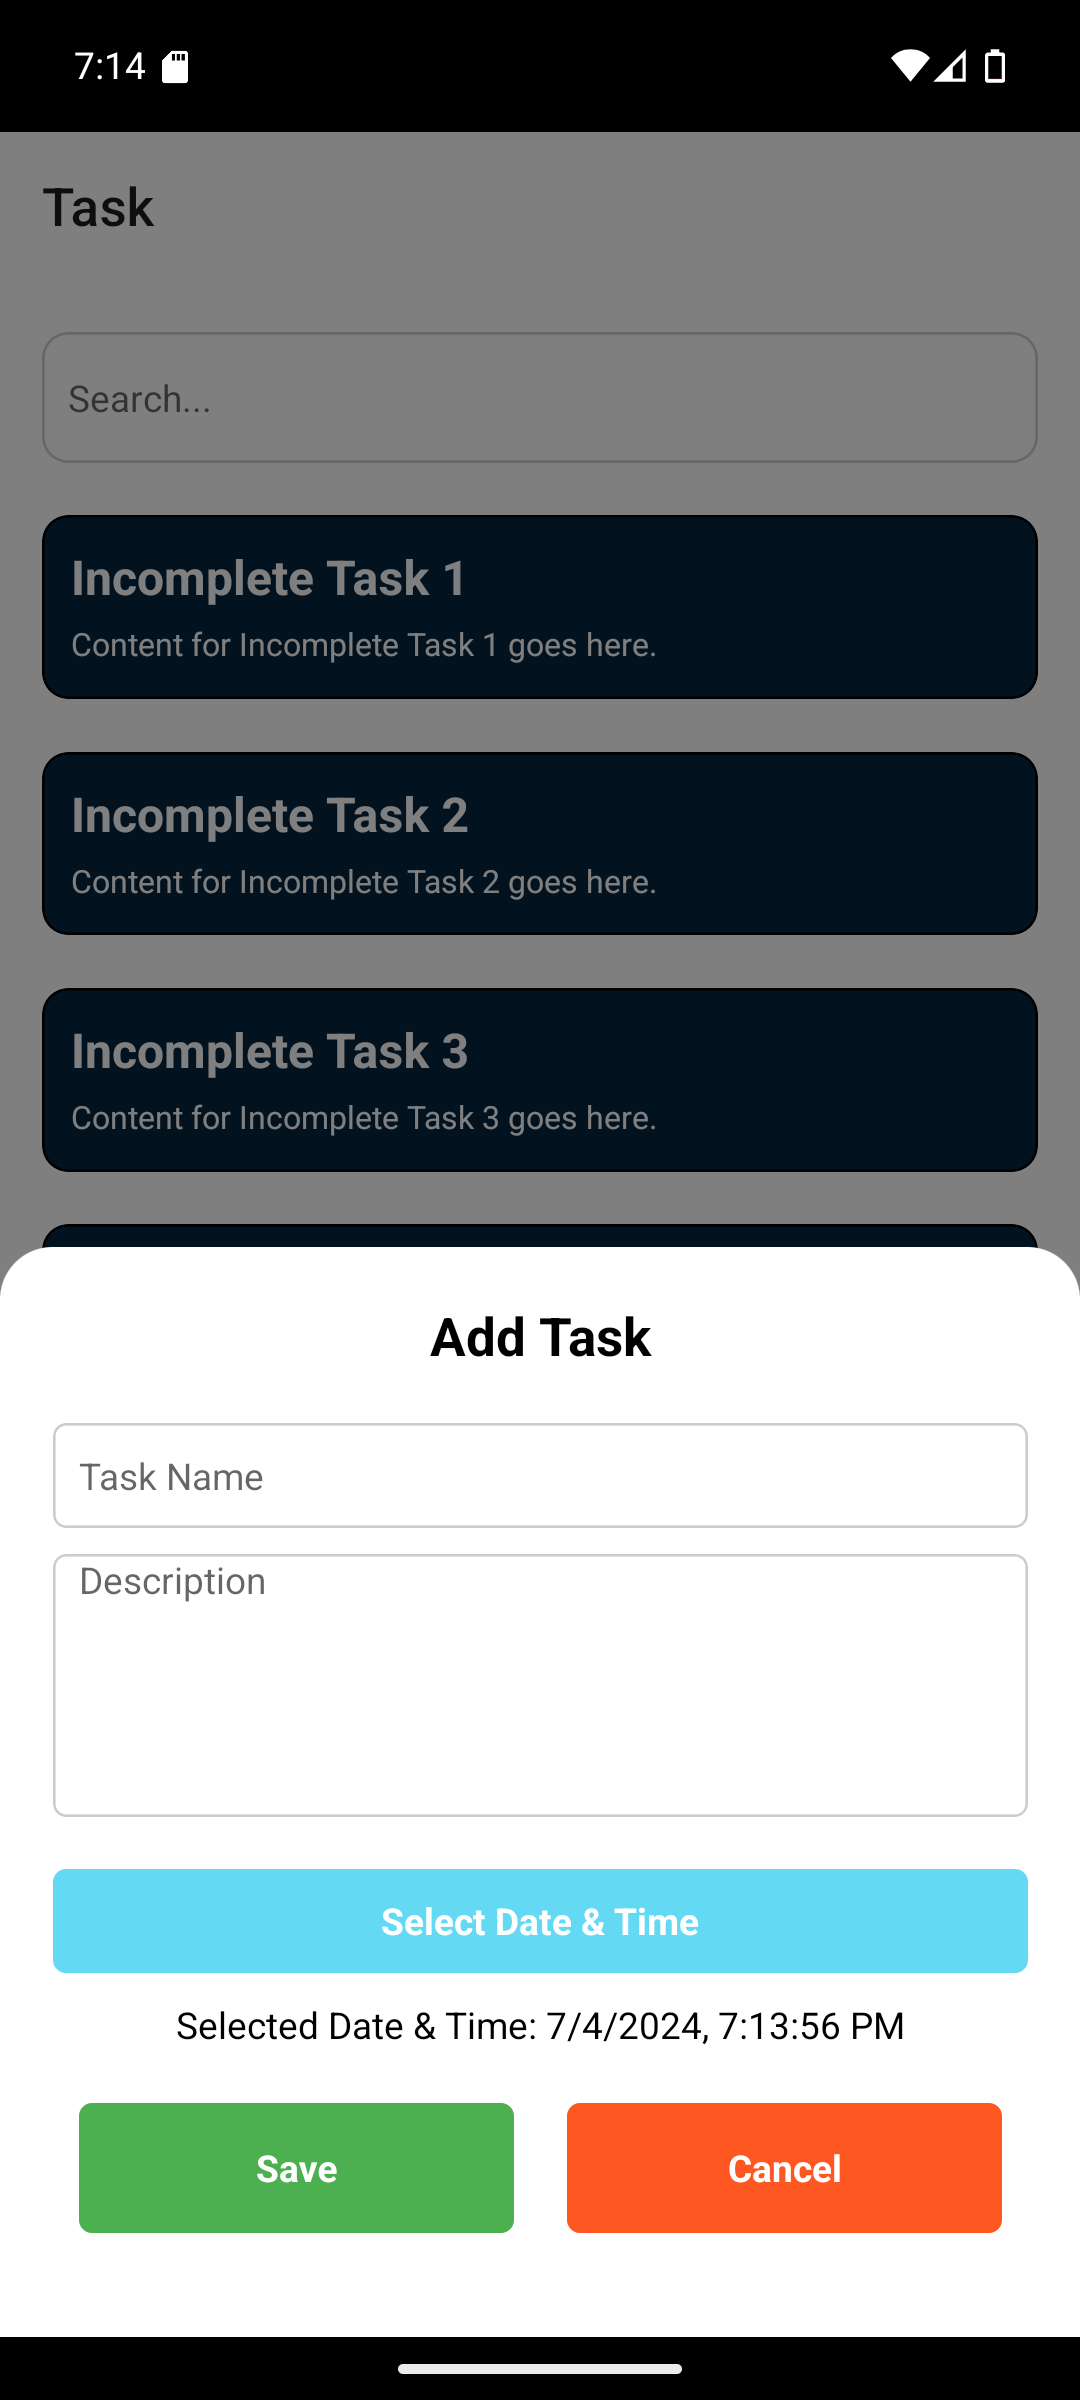 7:14
Task
Search...
Incomplete Task 1
Content for Incomplete Task 1 goes here.
Incomplete Task 2
Content for Incomplete Task 2 goes here.
Incomplete Task 3
Content for Incomplete Task 3 goes here.
Add Task
Task Name
Description
Select Date & Time
Selected Date & Time: 7/4/2024, 7:13:56 PM
Save
Cancel